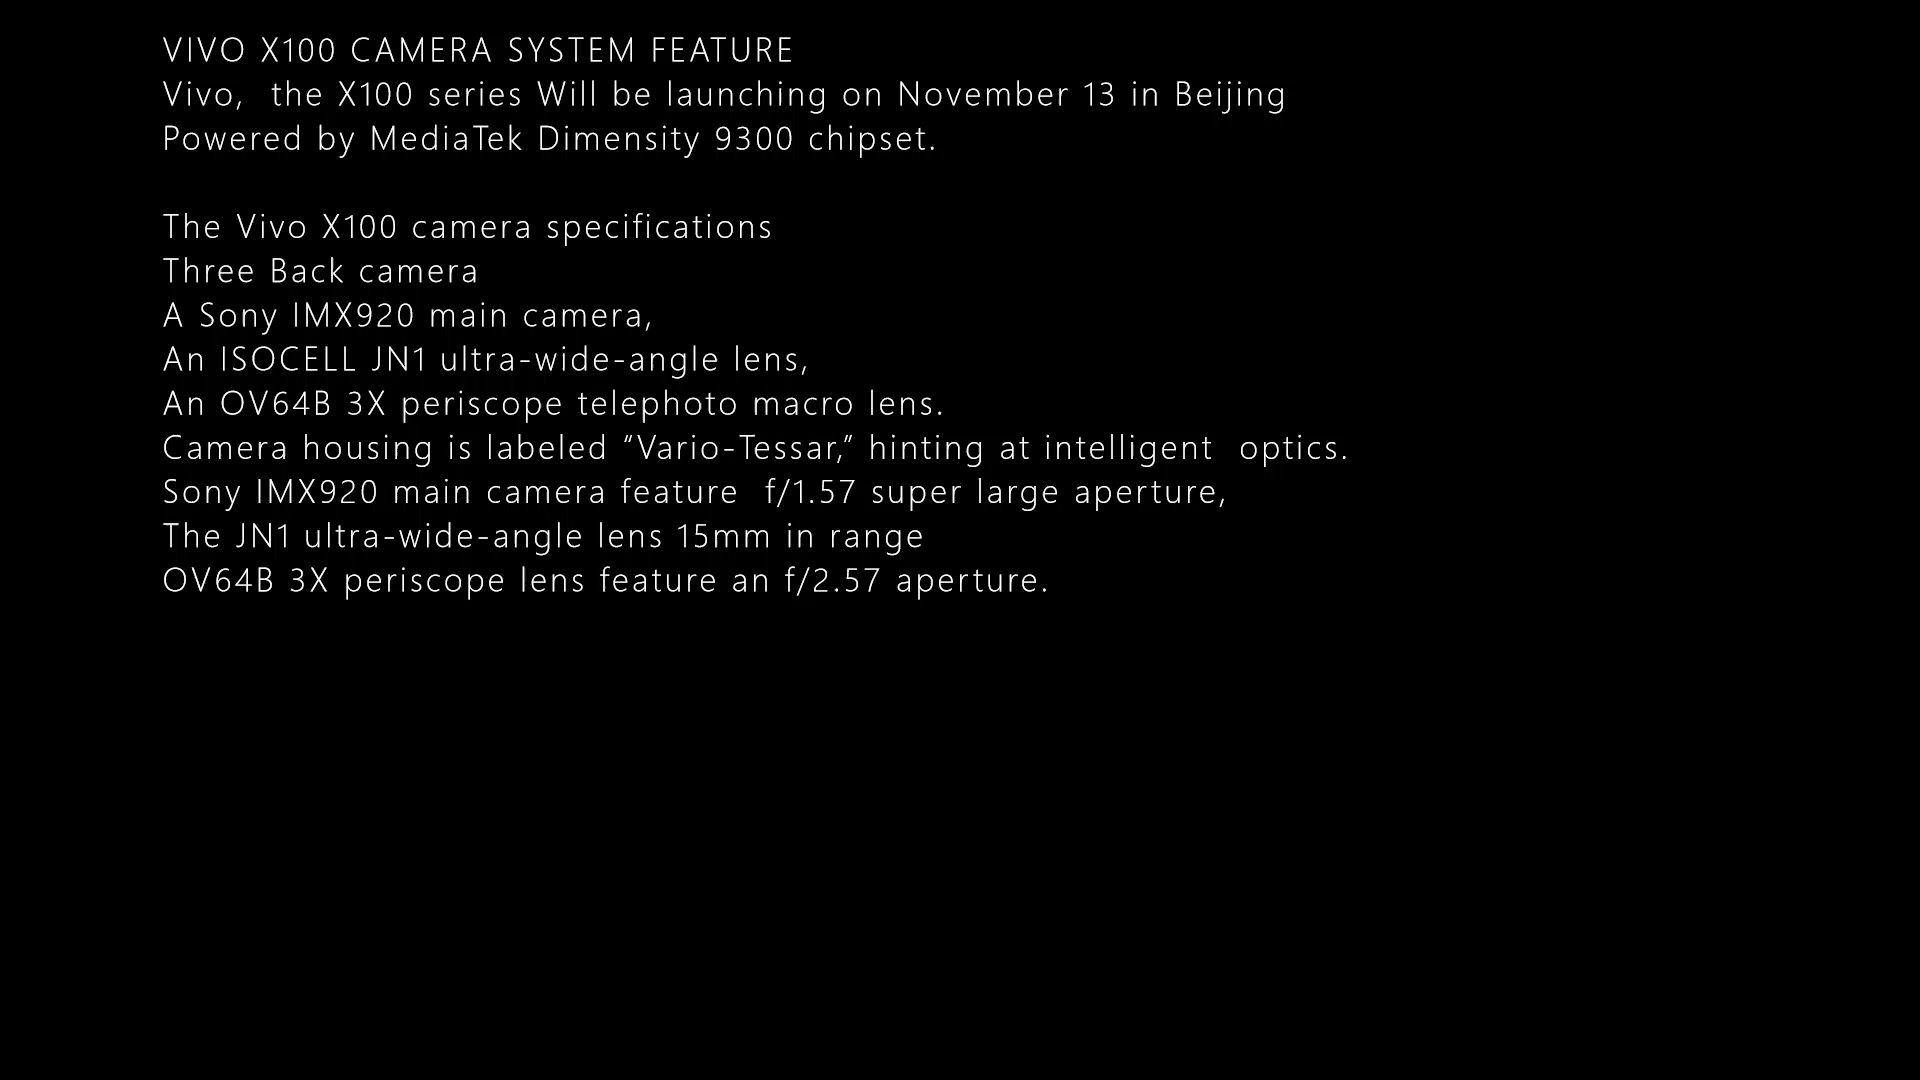 VIVO X100 CAMERA SYSTEM FEATURE
Vivo,  the X100 series Will be launching on November 13 in Beijing
Powered by MediaTek Dimensity 9300 chipset.
The Vivo X100 camera specifications
Three Back camera
A Sony IMX920 main camera,
An ISOCELL JN1 ultra-wide-angle lens,
An OV64B 3X periscope telephoto macro lens.
Camera housing is labeled “Vario-Tessar,” hinting at intelligent  optics.
Sony IMX920 main camera feature  f/1.57 super large aperture,
The JN1 ultra-wide-angle lens 15mm in range
OV64B 3X periscope lens feature an f/2.57 aperture.